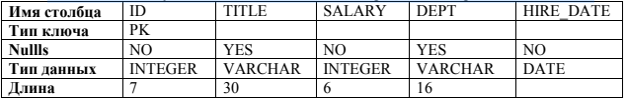 Имя столбца ID TITLE SALARY DEPT HIRE_DATE
Тип ключа PK
Nullls NO YES NO YES NO
Тип данных INTEGER VARCHAR INTEGER VARCHAR DATE
Длина 7 30 6 16